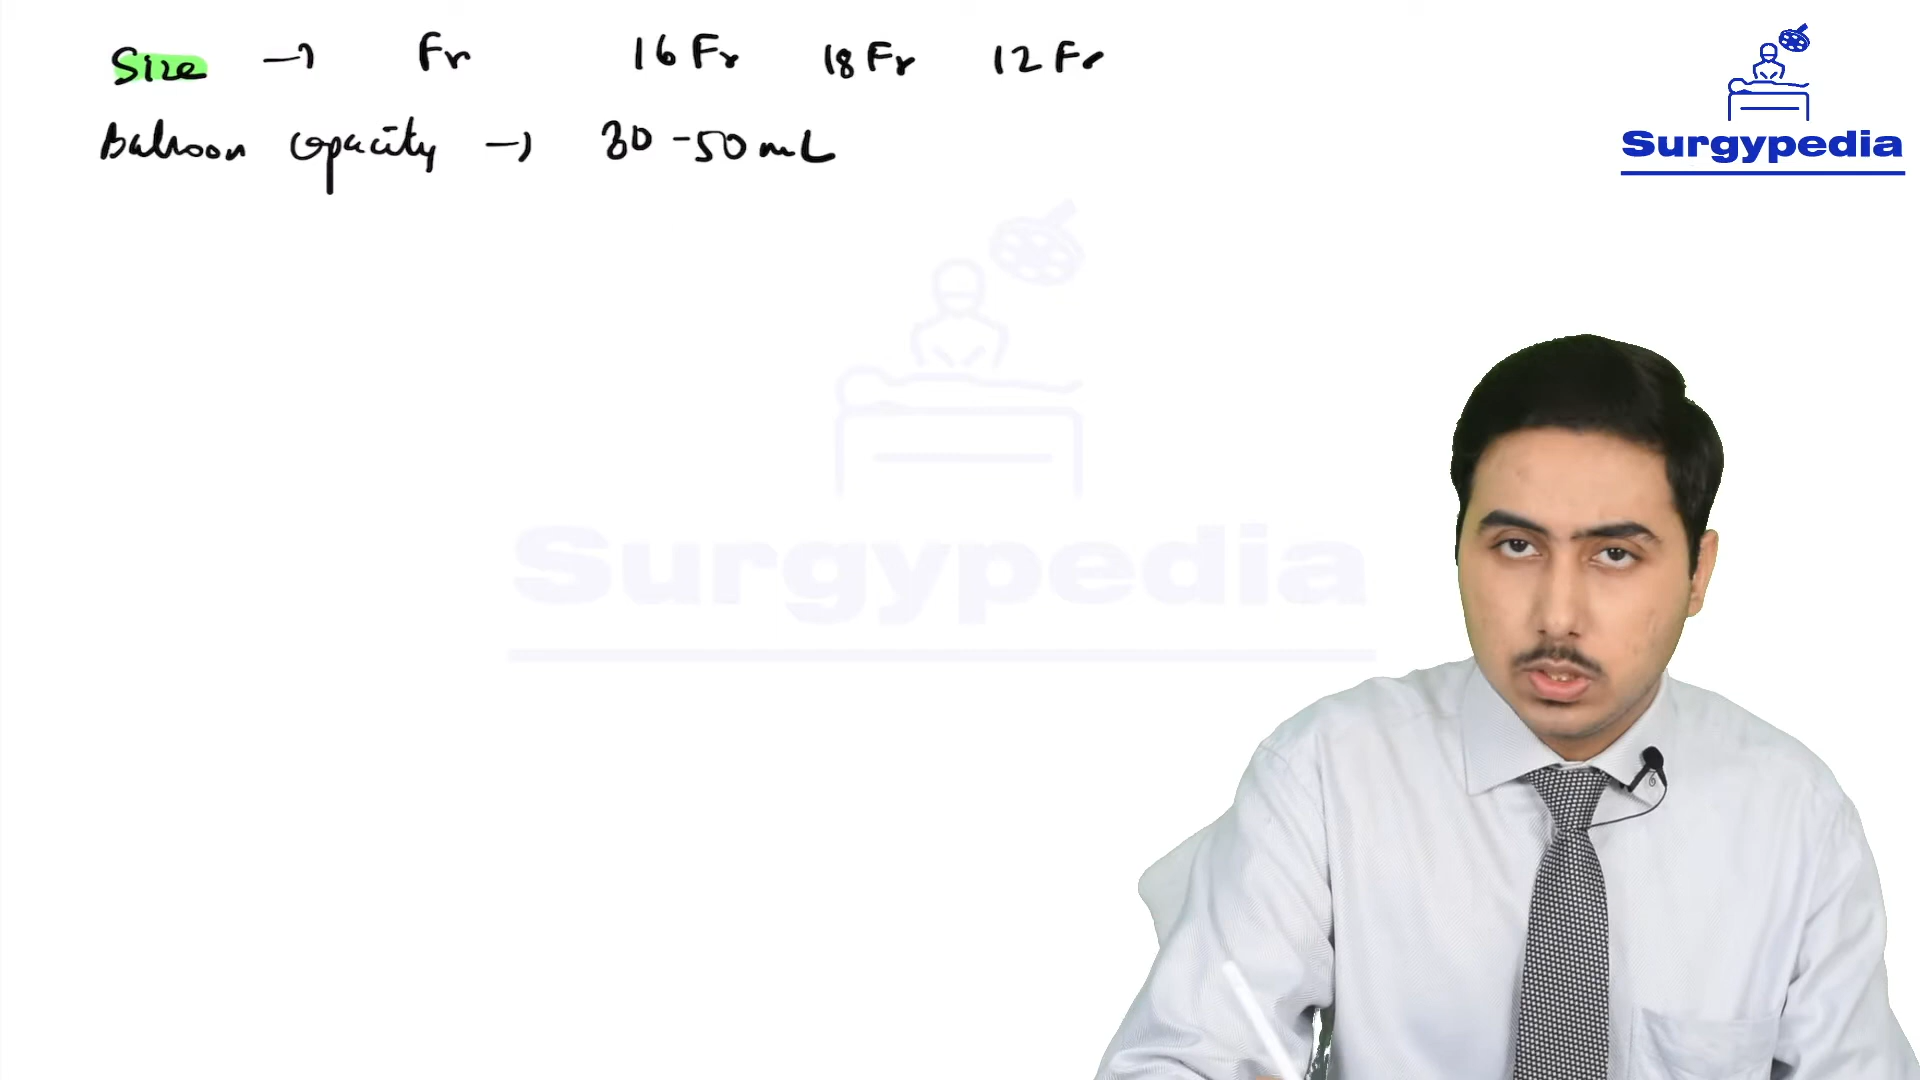 Size → Fr 16 Fr 18 Fr 12 Fr
Balloon capacity → 30-50 mL
Surgypedia
Surgypedia